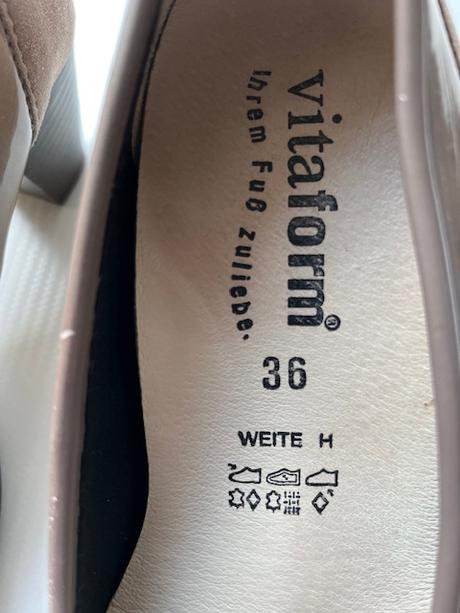 vitaform®
Ihrem Fuß zuliebe.
36
WEITE H